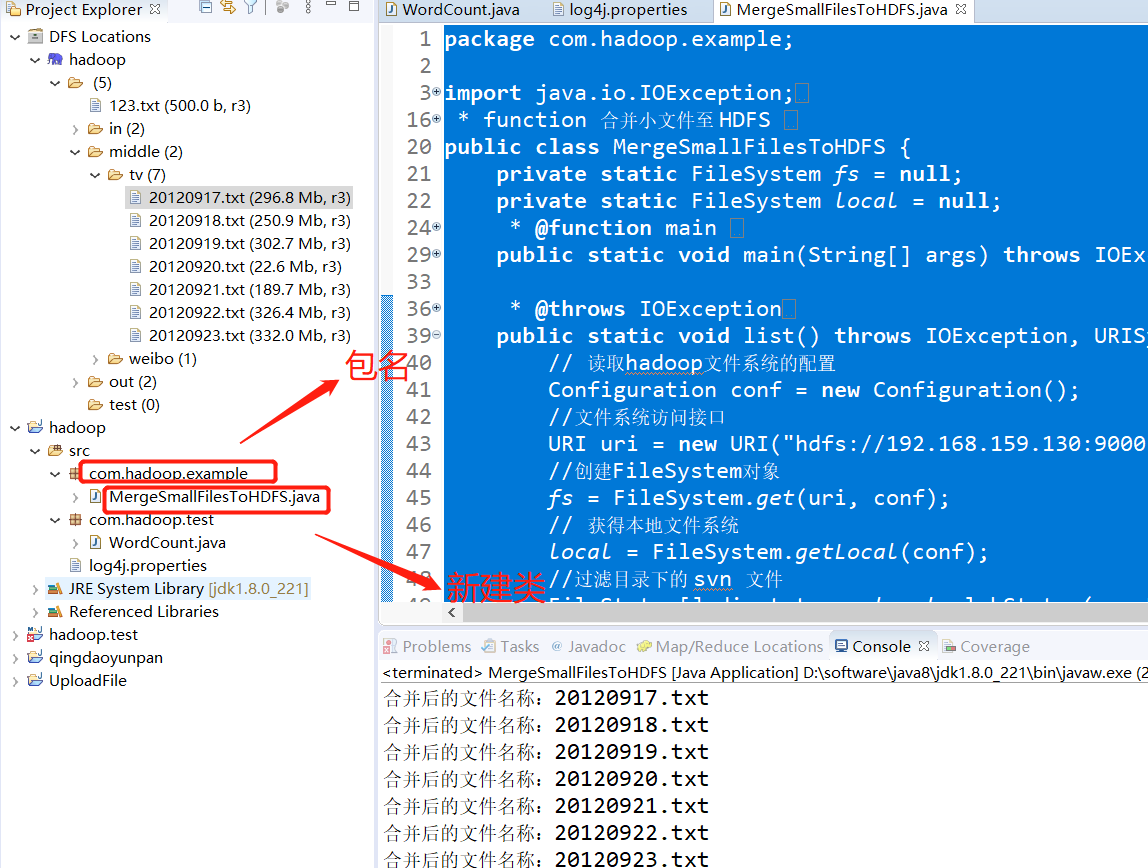 Project Explorer
DFS Locations
hadoop
(5)
123.txt (500.0 b, r3)
in (2)
middle (2)
tv (7)
20120917.txt (296.8 Mb, r3)
20120918.txt (250.9 Mb, r3)
20120919.txt (302.7 Mb, r3)
20120920.txt (22.6 Mb, r3)
20120921.txt (189.7 Mb, r3)
20120922.txt (326.4 Mb, r3)
20120923.txt (332.0 Mb, r3)
weibo (1)
out (2)
test (0)
hadoop
src
com.hadoop.example
MergeSmallFilesToHDFS.java
com.hadoop.test
WordCount.java
log4j.properties
JRE System Library [jdk1.8.0_221]
Referenced Libraries
hadoop.test
qingdaoyunpan
UploadFile
包名
新建类
WordCount.java log4j.properties MergeSmallFilesToHDFS.java
1 package com.hadoop.example;
2
3 import java.io.IOException;
16 * function 合并小文件至 HDFS
20 public class MergeSmallFilesToHDFS {
21 private static FileSystem fs = null;
22 private static FileSystem local = null;
24 * @function main
29 public static void main(String[] args) throws IOEx
33
36 * @throws IOException
39 public static void list() throws IOException, URIS
40 // 读取hadoop文件系统的配置
41 Configuration conf = new Configuration();
42 //文件系统访问接口
43 URI uri = new URI("hdfs://192.168.159.130:9000
44 //创建FileSystem对象
45 fs = FileSystem.get(uri, conf);
46 // 获得本地文件系统
47 local = FileSystem.getLocal(conf);
48 //过滤目录下的 svn 文件
Problems Tasks Javadoc Map/Reduce Locations Console Coverage
<terminated> MergeSmallFilesToHDFS [Java Application] D:\software\java8\jdk1.8.0_221\bin\javaw.exe (2
合并后的文件名称：20120917.txt
合并后的文件名称：20120918.txt
合并后的文件名称：20120919.txt
合并后的文件名称：20120920.txt
合并后的文件名称：20120921.txt
合并后的文件名称：20120922.txt
合并后的文件名称：20120923.txt